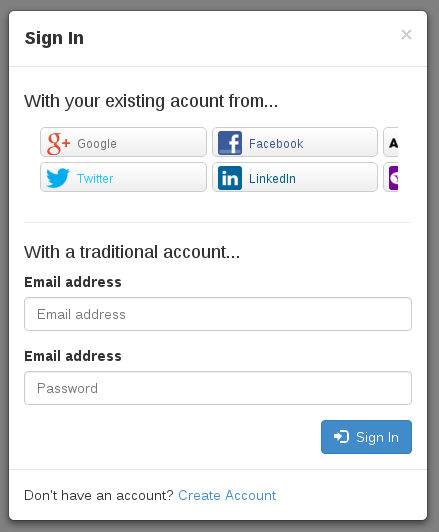 Sign In ×
With your existing acount from...
Google Facebook
Twitter LinkedIn
With a traditional account...
Email address
Email address
Email address
Password
Sign In
Don't have an account? Create Account